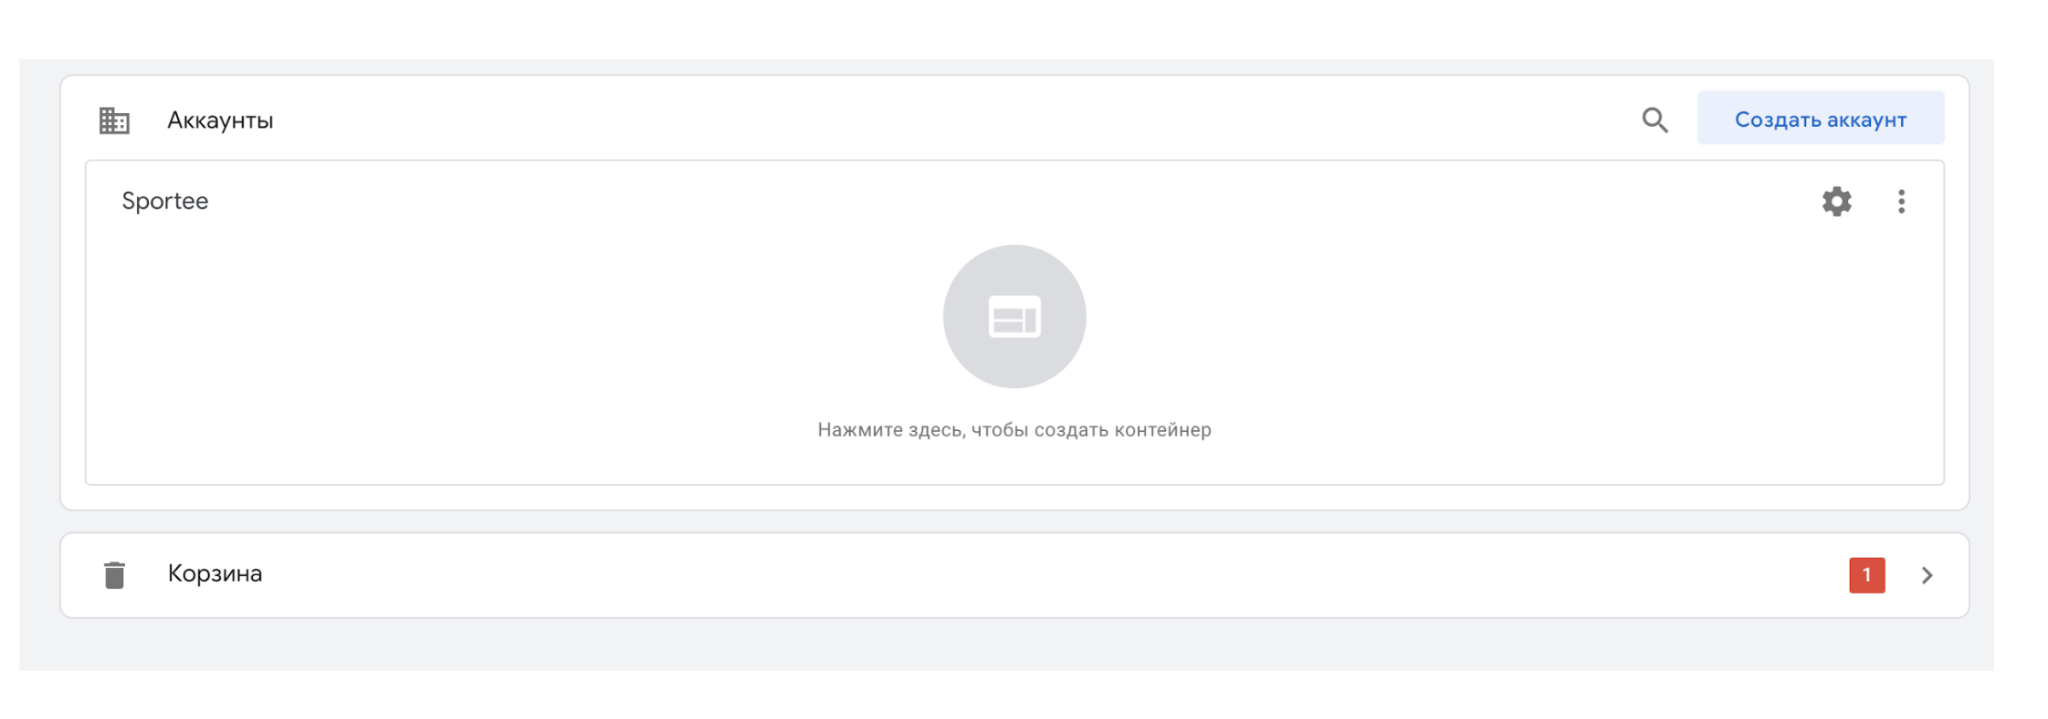 Аккаунты
Создать аккаунт
Sportee
Нажмите здесь, чтобы создать контейнер
Корзина
1